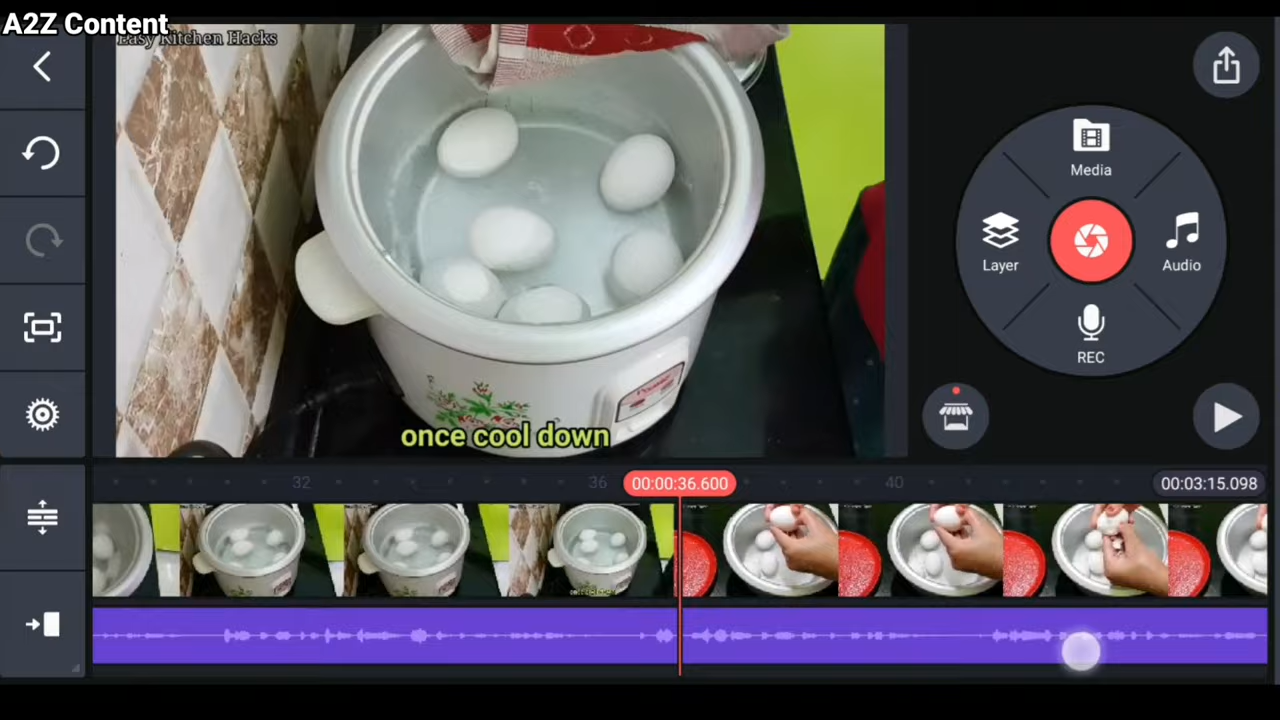 A2Z Content
Easy Kitchen Hacks
Media
Layer
Audio
REC
once cool down
32
36
00:00:36.600
40
00:03:15.098